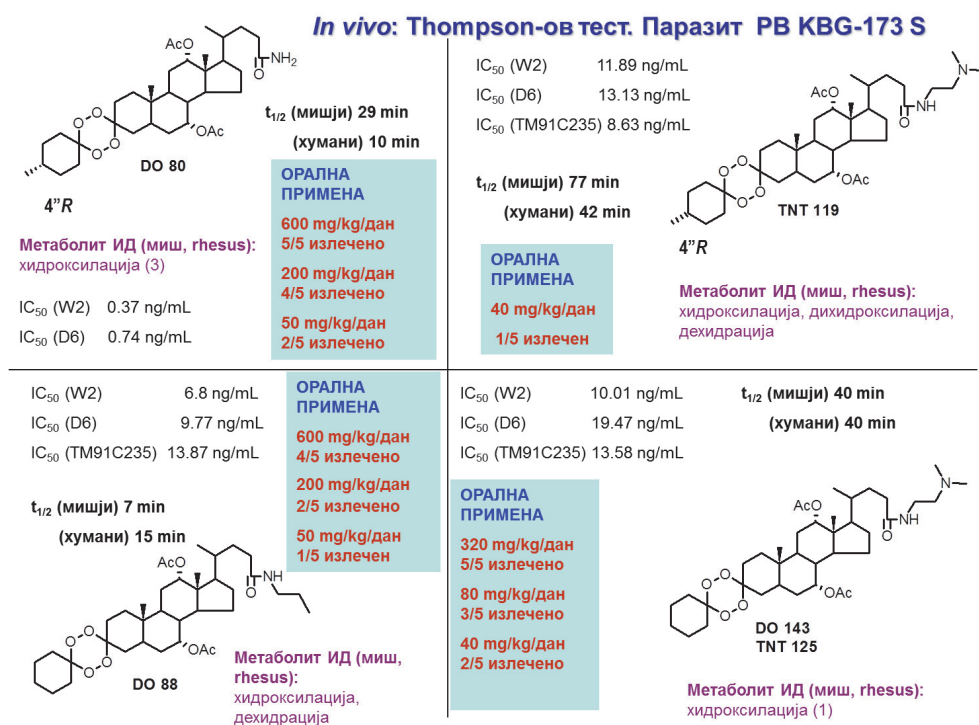 In vivo: Thompson-ов тест. Паразит PB KBG-173 S
AcO
O
NH₂
O
O
O
O
OAc
DO 80
4”R
t₁/₂ (мишји) 29 min
(хумани) 10 min
ОРАЛНА
ПРИМЕНА
600 mg/kg/дан
5/5 излечено
200 mg/kg/дан
4/5 излечено
50 mg/kg/дан
2/5 излечено
Метаболит ИД (миш, rhesus):
хидроксилација (3)
IC₅₀ (W2) 0.37 ng/mL
IC₅₀ (D6) 0.74 ng/mL
IC₅₀ (W2) 11.89 ng/mL
IC₅₀ (D6) 13.13 ng/mL
IC₅₀ (TM91C235) 8.63 ng/mL
t₁/₂ (мишји) 77 min
(хумани) 42 min
ОРАЛНА
ПРИМЕНА
40 mg/kg/дан
1/5 излечен
N
AcO
O
NH
O
O
O
O
OAc
TNT 119
4”R
Метаболит ИД (миш, rhesus):
хидроксилација, дихидроксилација,
дехидрација
IC₅₀ (W2) 6.8 ng/mL
IC₅₀ (D6) 9.77 ng/mL
IC₅₀ (TM91C235) 13.87 ng/mL
t₁/₂ (мишји) 7 min
(хумани) 15 min
ОРАЛНА
ПРИМЕНА
600 mg/kg/дан
4/5 излечено
200 mg/kg/дан
2/5 излечено
50 mg/kg/дан
1/5 излечен
AcO
O
NH
O
O
O
O
OAc
DO 88
Метаболит ИД (миш,
rhesus):
хидроксилација,
дехидрација
IC₅₀ (W2) 10.01 ng/mL
IC₅₀ (D6) 19.47 ng/mL
IC₅₀ (TM91C235) 13.58 ng/mL
t₁/₂ (мишји) 40 min
(хумани) 40 min
ОРАЛНА
ПРИМЕНА
320 mg/kg/дан
5/5 излечено
80 mg/kg/дан
3/5 излечено
40 mg/kg/дан
2/5 излечено
N
AcO
O
NH
O
O
O
O
OAc
DO 143
TNT 125
Метаболит ИД (миш, rhesus):
хидроксилација (1)